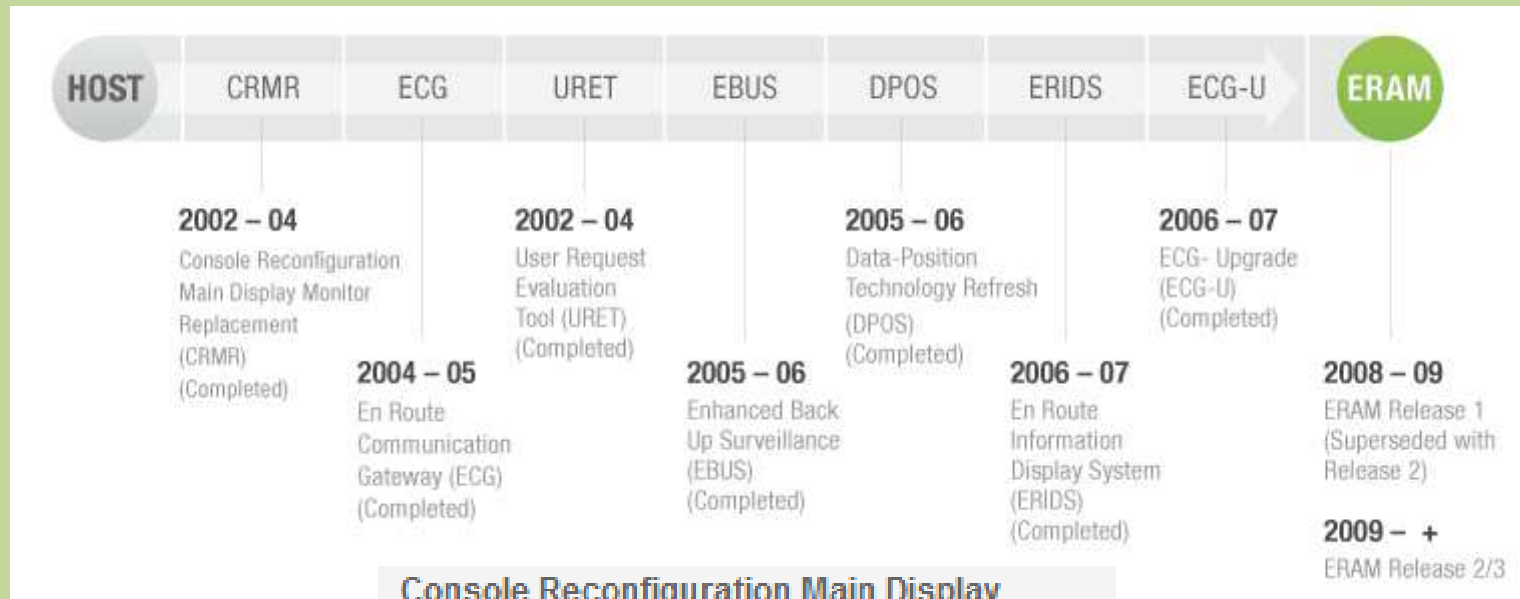 HOST
CRMR
ECG
URET
EBUS
DPOS
ERIDS
ECG-U
ERAM
2002 – 04
Console Reconfiguration
Main Display Monitor
Replacement
(CRMR)
(Completed)
2004 – 05
En Route
Communication
Gateway (ECG)
(Completed)
2002 – 04
User Request
Evaluation
Tool (URET)
(Completed)
2005 – 06
Enhanced Back
Up Surveillance
(EBUS)
(Completed)
2005 – 06
Data-Position
Technology Refresh
(DPOS)
(Completed)
2006 – 07
En Route
Information
Display System
(ERIDS)
(Completed)
2006 – 07
ECG- Upgrade
(ECG-U)
(Completed)
2008 – 09
ERAM Release 1
(Superseded with
Release 2)
2009 – +
ERAM Release 2/3
Console Reconfiguration Main Display